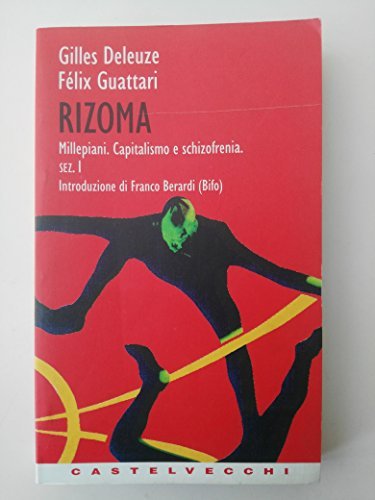 Gilles Deleuze
Félix Guattari
RIZOMA
Millepiani. Capitalismo e schizofrenia.
SEZ. I
Introduzione di Franco Berardi (Bifo)
CASTELVECCHI